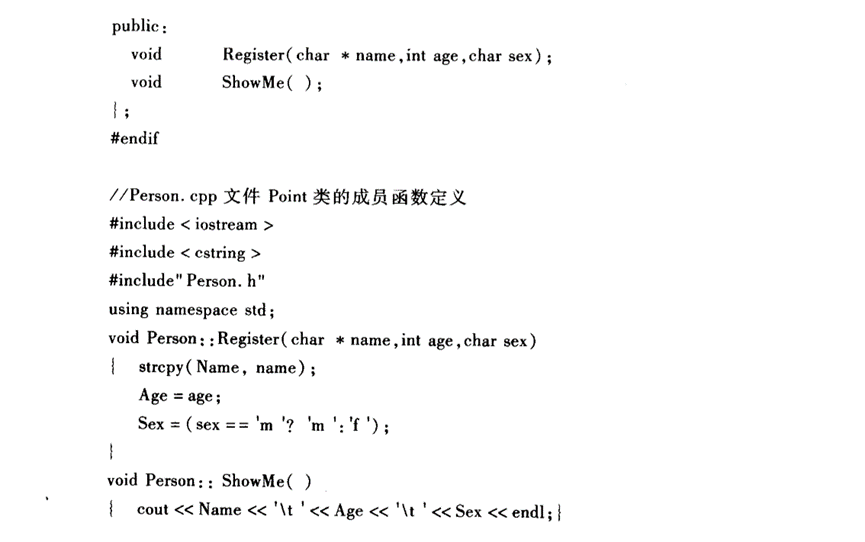 public:
void Register( char * name,int age,char sex) ;
void ShowMe( ) ;
} ;
#endif
//Person. cpp 文件 Point 类的成员函数定义
#include < iostream >
#include < cstring >
#include" Person. h"
using namespace std;
void Person::Register( char * name,int age,char sex)
{ strcpy( Name, name) ;
Age = age;
Sex = ( sex == 'm '? 'm ': 'f ') ;
}
void Person:: ShowMe( )
{ cout << Name << '\t ' << Age << '\t ' << Sex << endl; }